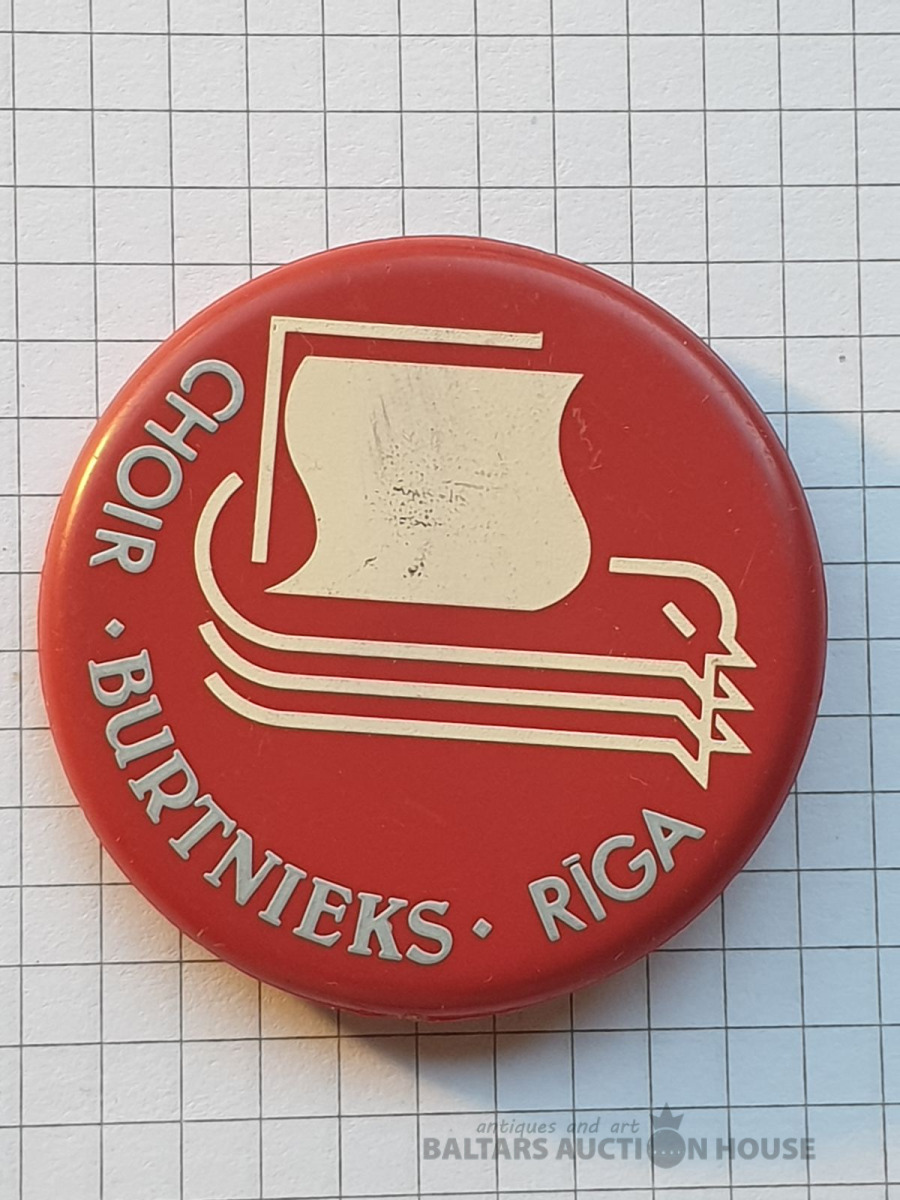 CHOIR · BURTNIEKS · RĪGA
antiques and art
BALTARS AUCTION HOUSE